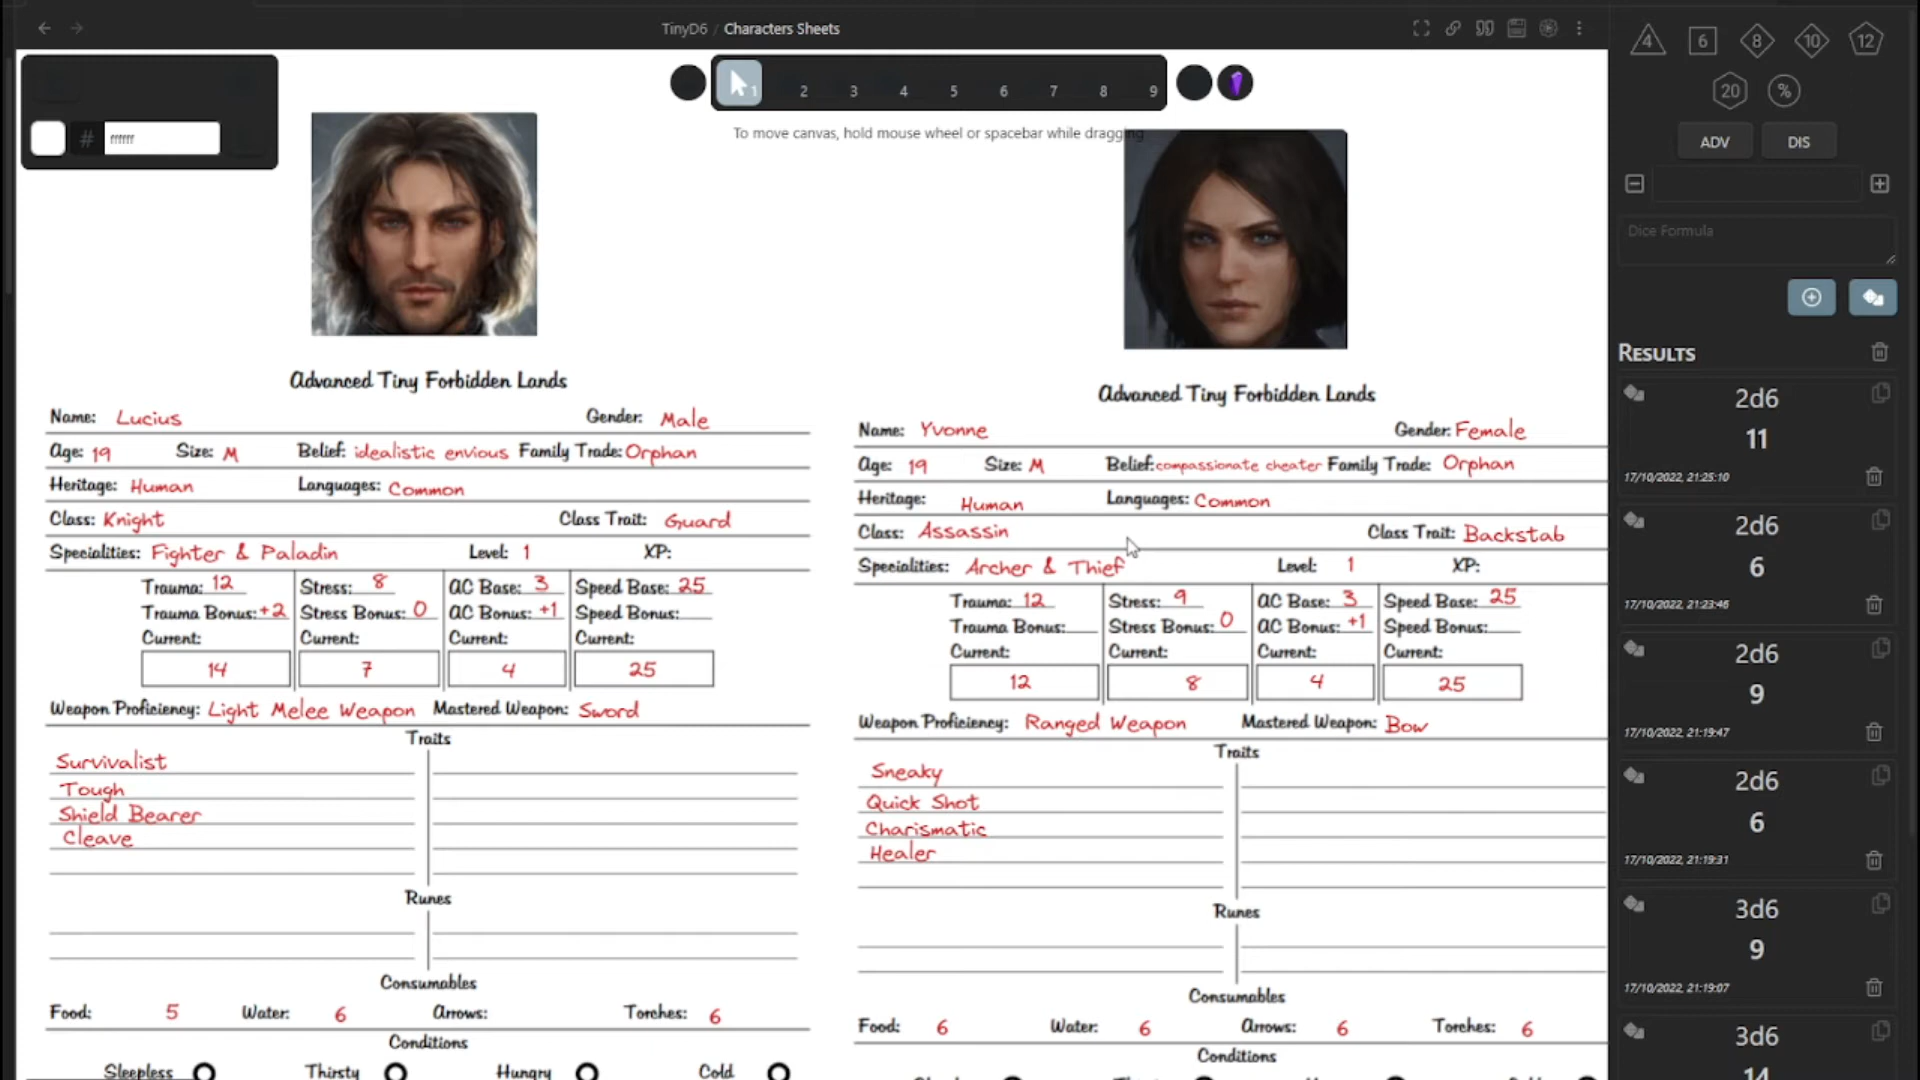 TinyD6 / Characters Sheets
1 2 3 4 5 6 7 8 9
To move canvas, hold mouse wheel or spacebar while dragging
# ffffff
Advanced Tiny Forbidden Lands
Name: Lucius Gender: Male
Age: 19 Size: M Belief: idealistic envious Family Trade: Orphan
Heritage: Human Languages: Common
Class: Knight Class Trait: Guard
Specialities: Fighter & Paladin Level: 1 XP:
Trauma: 12 Stress: 8 AC Base: 3 Speed Base: 25
Trauma Bonus: +2 Stress Bonus: 0 AC Bonus: +1 Speed Bonus:
Current: Current: Current: Current:
14 7 4 25
Weapon Proficiency: Light Melee Weapon Mastered Weapon: Sword
Traits
Survivalist
Tough
Shield Bearer
Cleave
Runes
Consumables
Food: 5 Water: 6 Arrows: Torches: 6
Conditions
Sleepless Thirsty Hungry Cold
Advanced Tiny Forbidden Lands
Name: Yvonne Gender: Female
Age: 19 Size: M Belief: compassionate cheater Family Trade: Orphan
Heritage: Human Languages: Common
Class: Assassin Class Trait: Backstab
Specialities: Archer & Thief Level: 1 XP:
Trauma: 12 Stress: 9 AC Base: 3 Speed Base: 25
Trauma Bonus: Stress Bonus: 0 AC Bonus: +1 Speed Bonus:
Current: Current: Current: Current:
12 8 4 25
Weapon Proficiency: Ranged Weapon Mastered Weapon: Bow
Traits
Sneaky
Quick Shot
Charismatic
Healer
Runes
Consumables
Food: 6 Water: 6 Arrows: 6 Torches: 6
Conditions
4 6 8 10 12
20 %
ADV DIS
Dice Formula
RESULTS
2d6
11
17/10/2022, 21:25:10
2d6
6
17/10/2022, 21:23:46
2d6
9
17/10/2022, 21:19:47
2d6
6
17/10/2022, 21:19:31
3d6
9
17/10/2022, 21:19:07
3d6
14